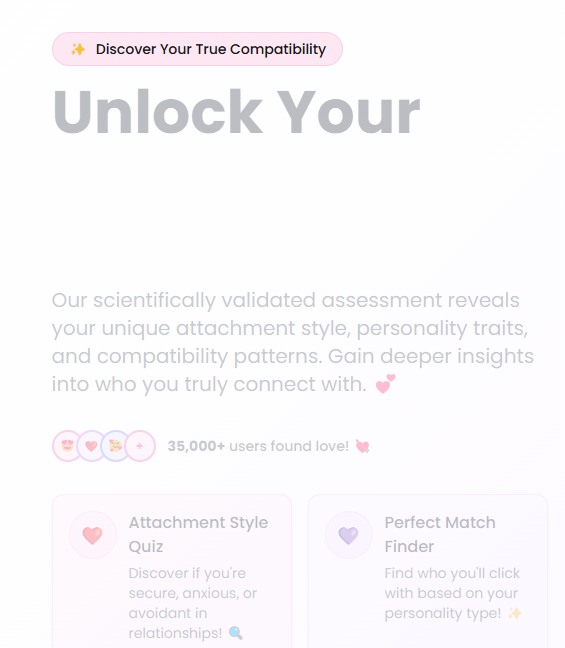 ✨ Discover Your True Compatibility
Unlock Your
Our scientifically validated assessment reveals
your unique attachment style, personality traits,
and compatibility patterns. Gain deeper insights
into who you truly connect with. 💕
+ 35,000+ users found love! 💘
Attachment Style
Quiz
Discover if you're
secure, anxious, or
avoidant in
relationships! 🔍
Perfect Match
Finder
Find who you'll click
with based on your
personality type! ✨